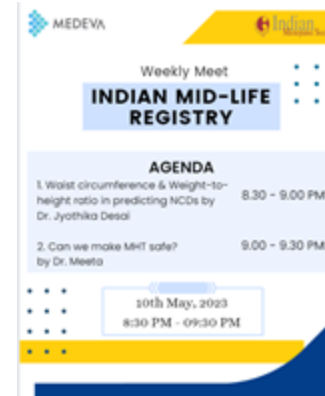 MEDEVA
Indian
Weekly Meet
INDIAN MID-LIFE
REGISTRY
AGENDA
1. Waist circumference & Weight-to-
height ratio in predicting NCDs by
Dr. Jyothika Desai
8.30 - 9.00 PM
2. Can we make MHT safe?
by Dr. Meeta
9.00 - 9.30 PM
10th May, 2023
8:30 PM - 09:30 PM